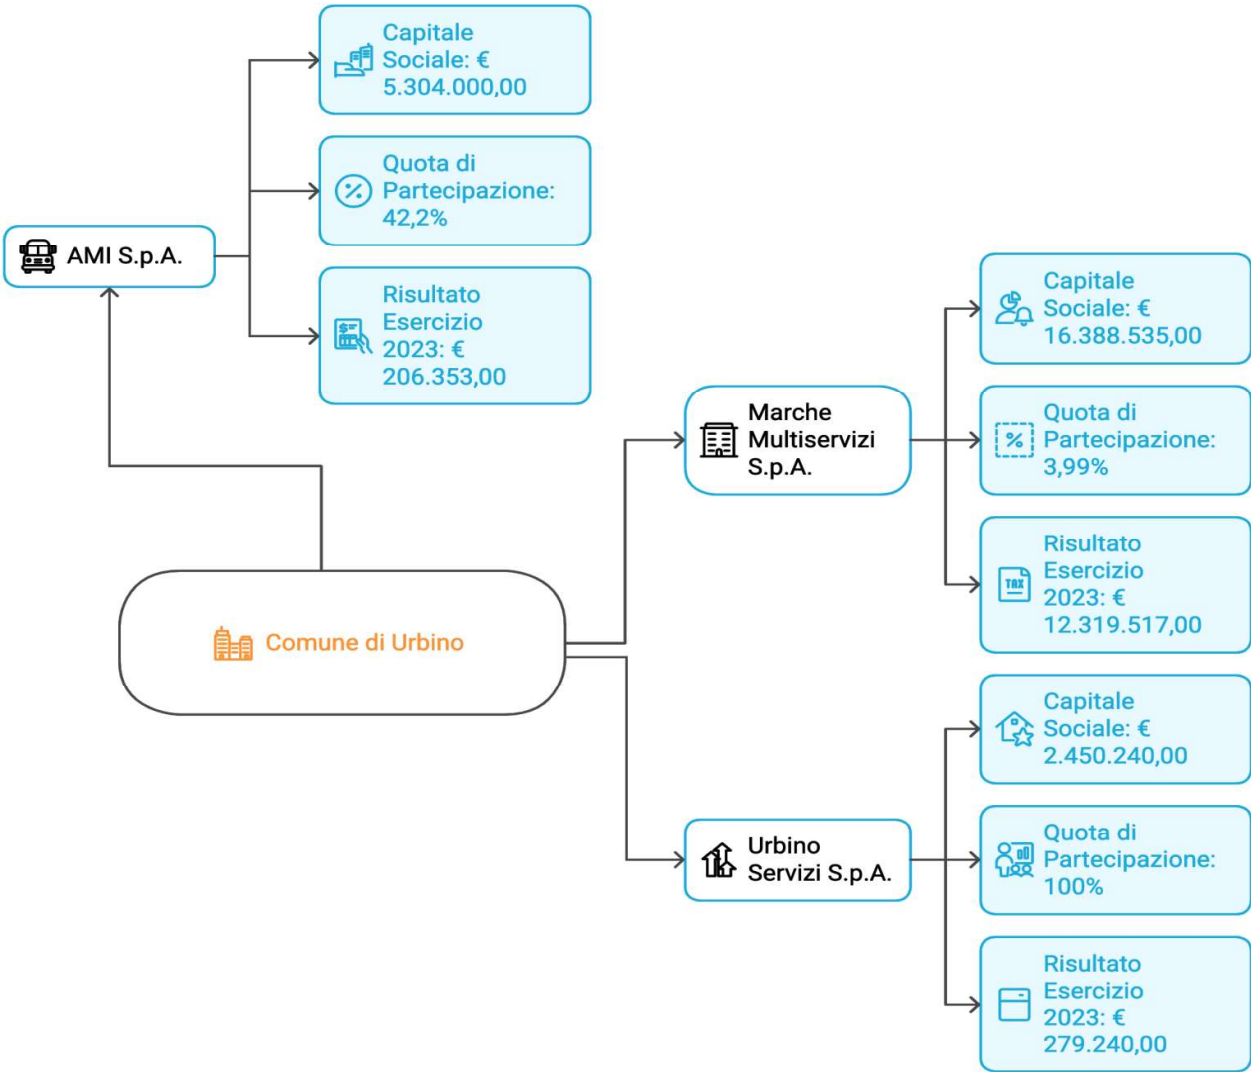 Capitale
Sociale: €
5.304.000,00
Quota di
Partecipazione:
42,2%
AMI S.p.A.
Risultato
Esercizio
2023: €
206.353,00
Capitale
Sociale: €
16.388.535,00
Marche
Multiservizi
S.p.A.
Quota di
Partecipazione:
3,99%
Risultato
Esercizio
2023: €
12.319.517,00
Comune di Urbino
Capitale
Sociale: €
2.450.240,00
Urbino
Servizi S.p.A.
Quota di
Partecipazione:
100%
Risultato
Esercizio
2023: €
279.240,00
TAX